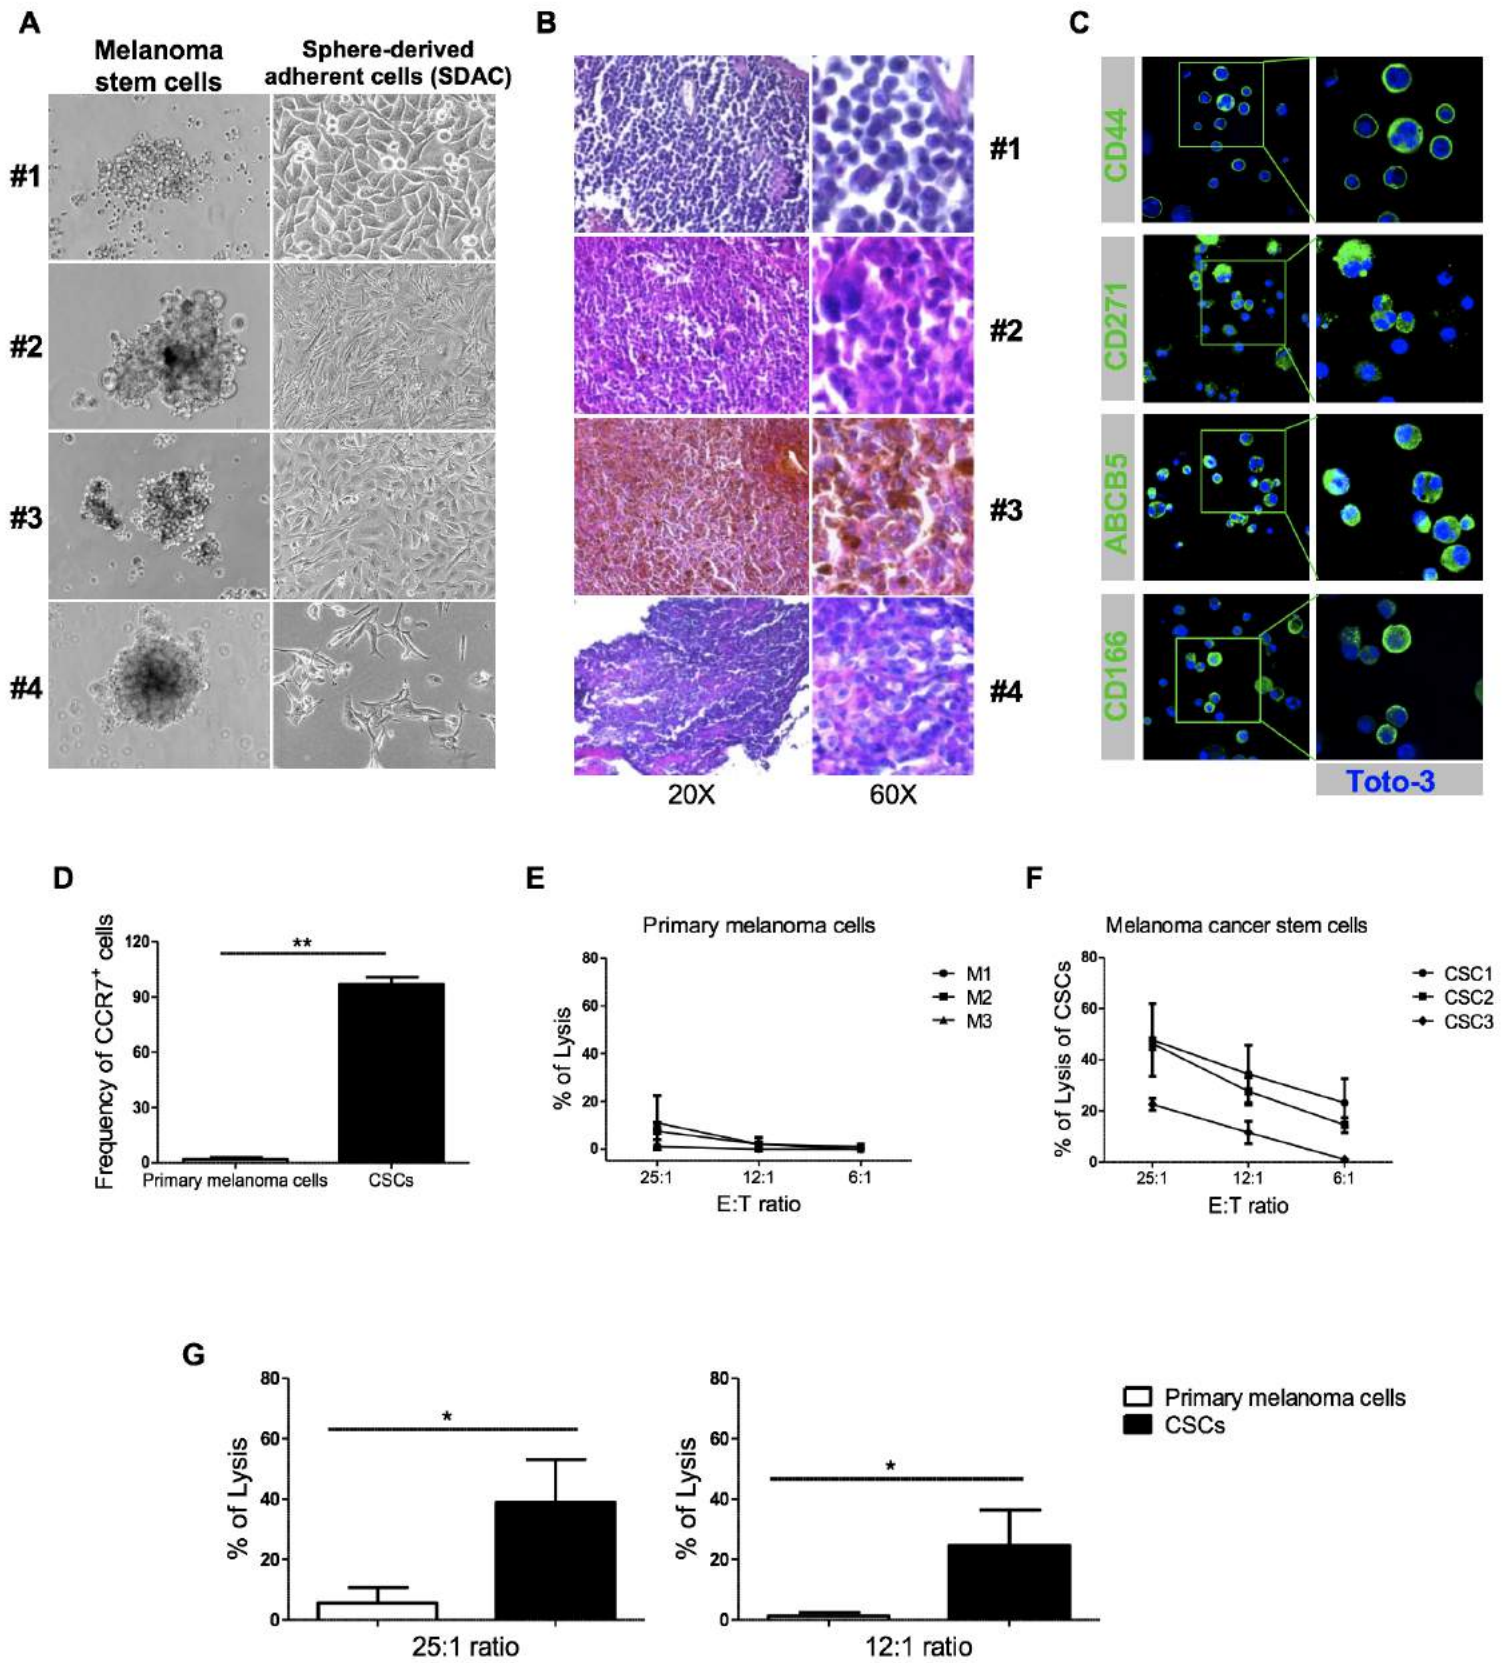 A
Melanoma
stem cells
Sphere-derived
adherent cells (SDAC)
#1
#2
#3
#4
B
#1
#2
#3
#4
20X
60X
C
CD44
CD271
ABCB5
CD166
Toto-3
D
Frequency of CCR7+ cells
120
90
60
30
0
**
Primary melanoma cells
CSCs
E
Primary melanoma cells
% of Lysis
80
60
40
20
0
25:1
12:1
6:1
E:T ratio
M1
M2
M3
F
Melanoma cancer stem cells
% of Lysis of CSCs
80
60
40
20
0
25:1
12:1
6:1
E:T ratio
CSC1
CSC2
CSC3
G
% of Lysis
80
60
40
20
0
*
25:1 ratio
% of Lysis
80
60
40
20
0
*
12:1 ratio
Primary melanoma cells
CSCs